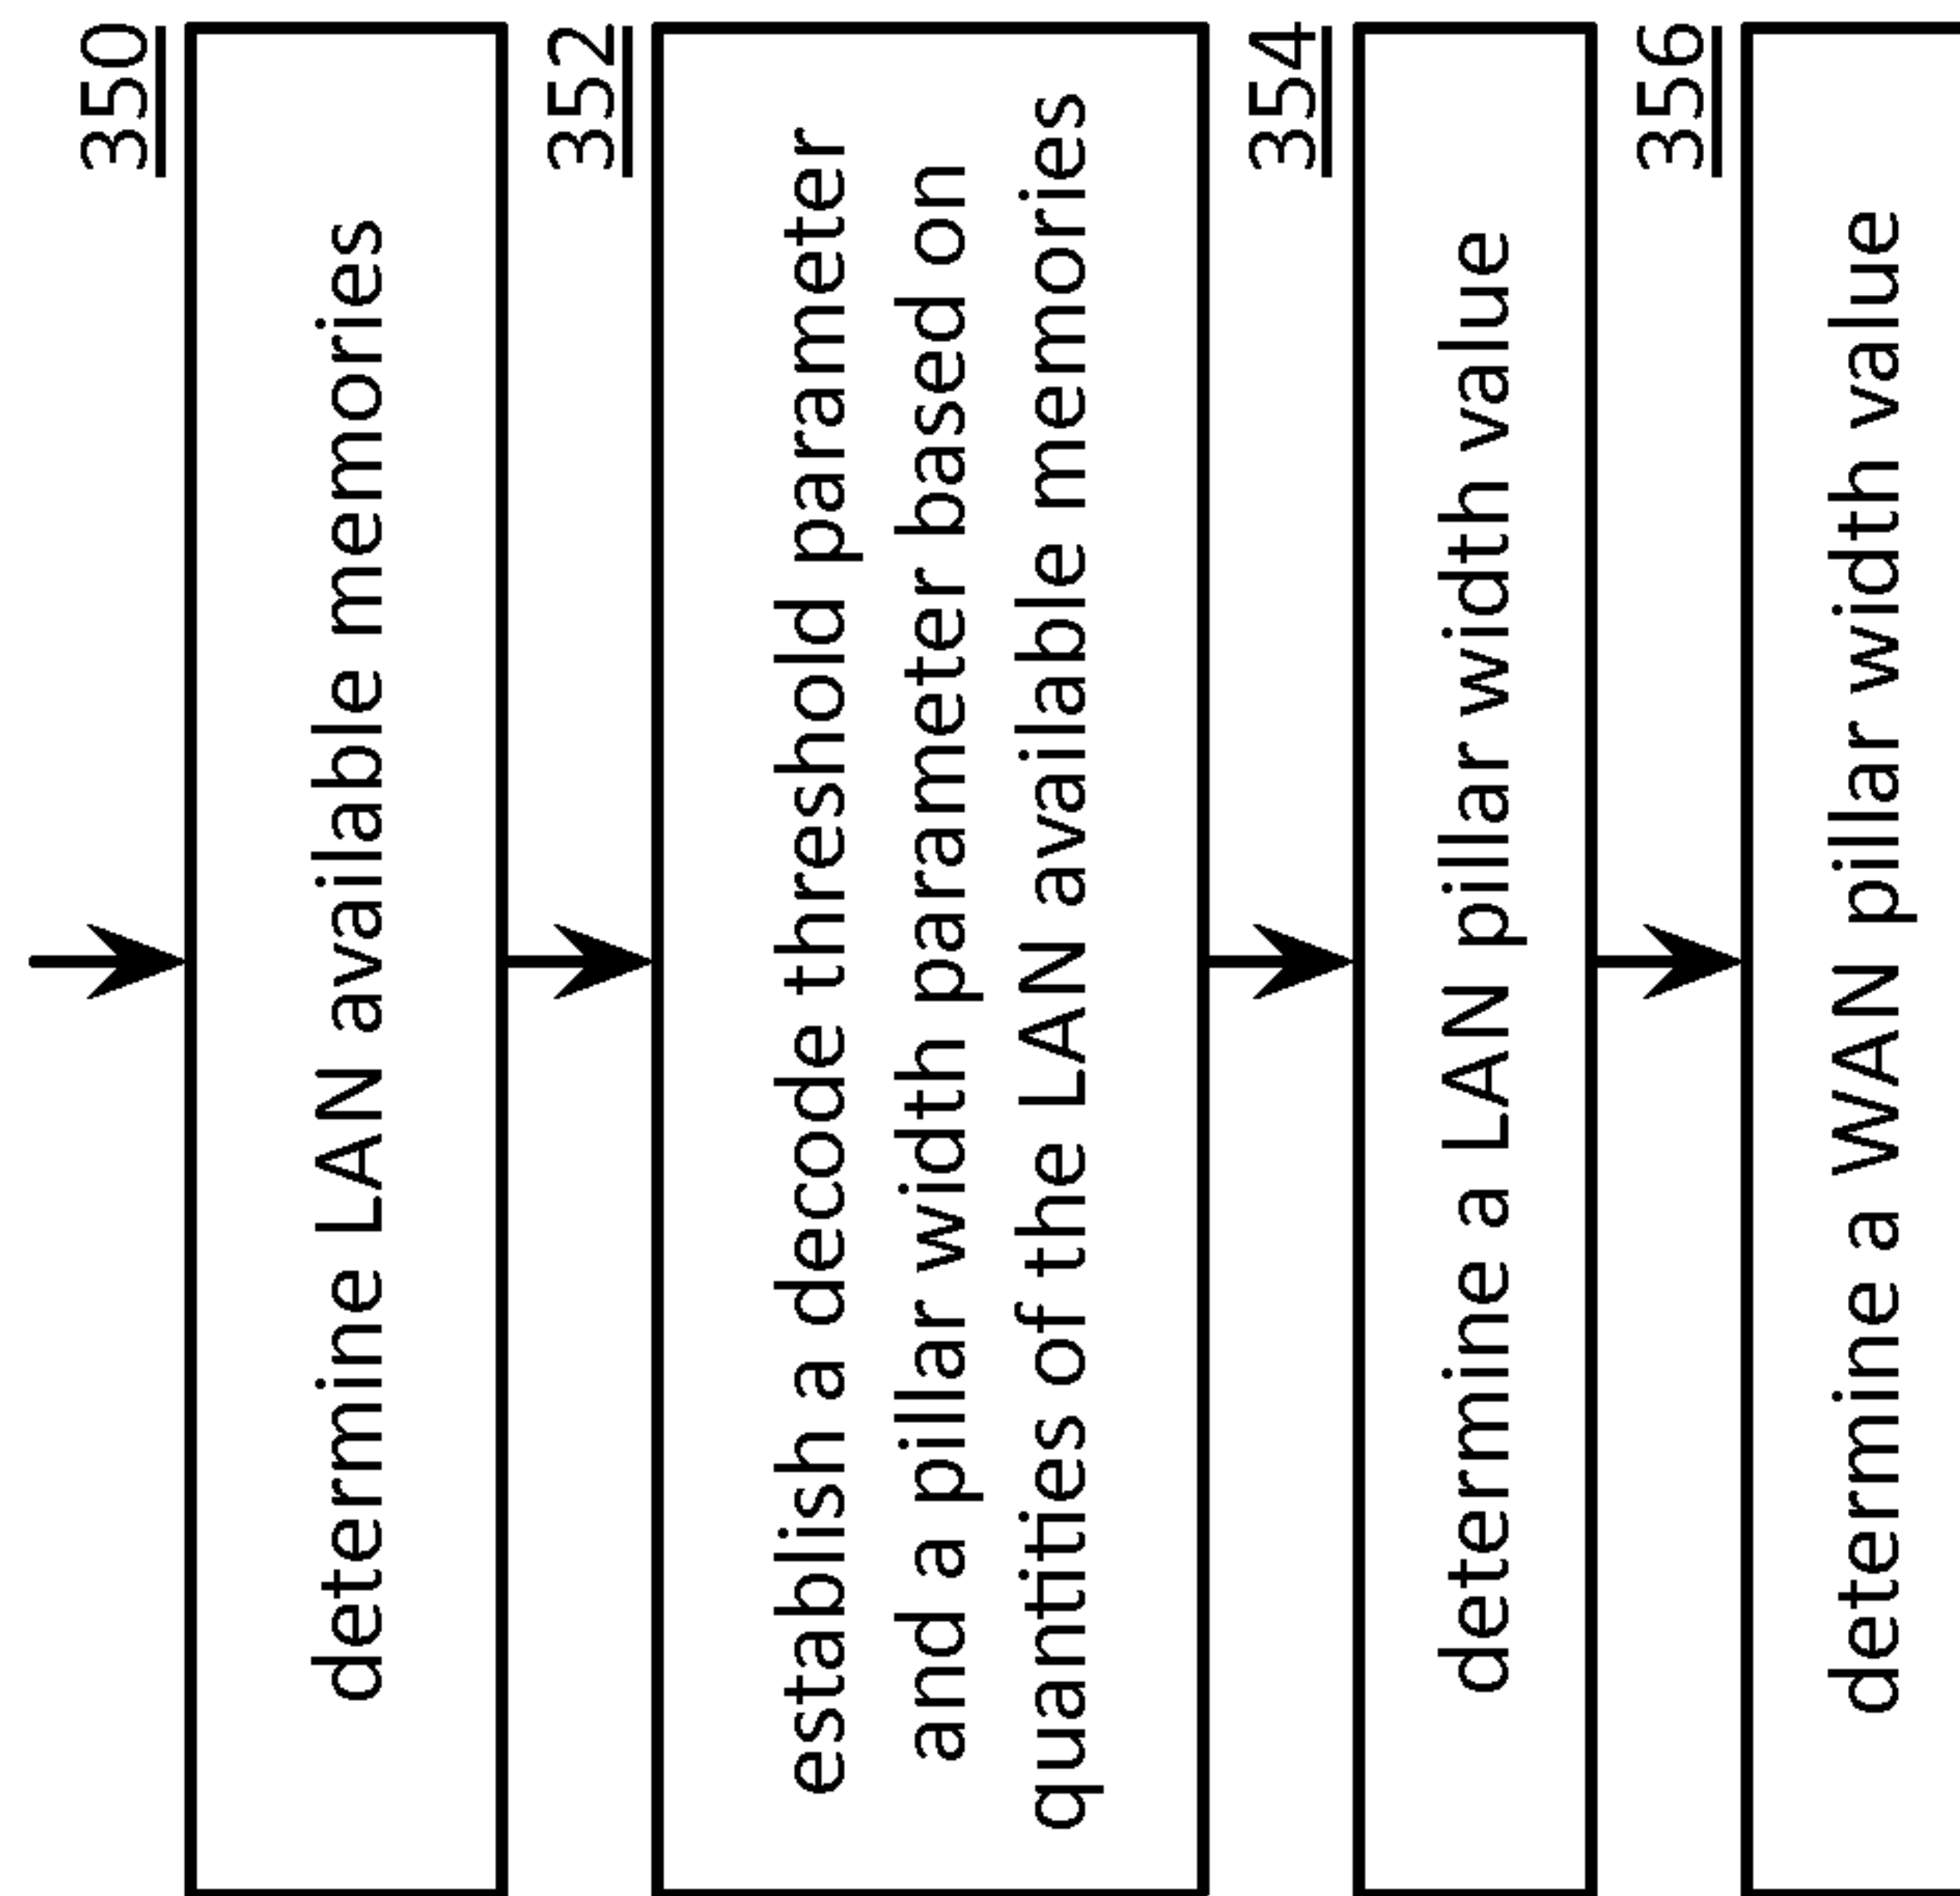 350
determine LAN available memories
352
establish a decode threshold parameter
and a pillar width parameter based on
quantities of the LAN available memories
354
determine a LAN pillar width value
356
determine a WAN pillar width value